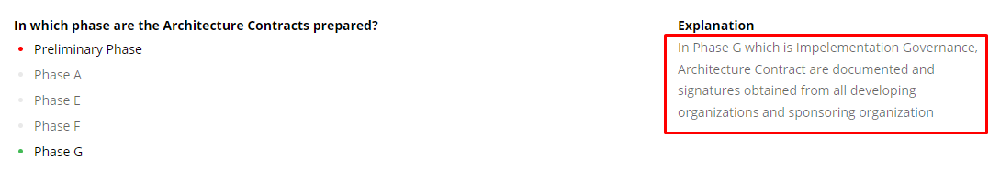 In which phase are the Architecture Contracts prepared?
Preliminary Phase
Phase A
Phase E
Phase F
Phase G
Explanation
In Phase G which is Impelementation Governance,
Architecture Contract are documented and
signatures obtained from all developing
organizations and sponsoring organization